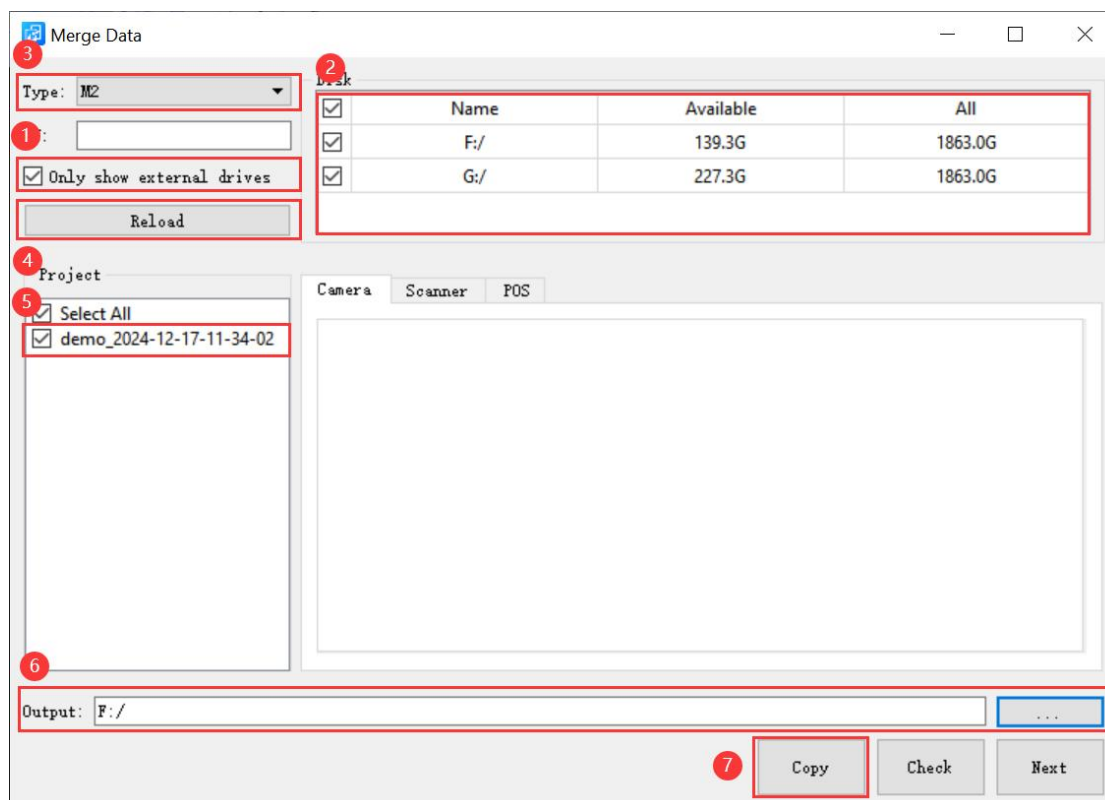 Merge Data
3
2
Disk
Type: M2
Name Available All
1 :
F:/ 139.3G 1863.0G
Only show external drives
G:/ 227.3G 1863.0G
Reload
4
Project
Camera Scanner POS
5
Select All
demo_2024-12-17-11-34-02
6
Output: F:/ ...
7 Copy Check Next